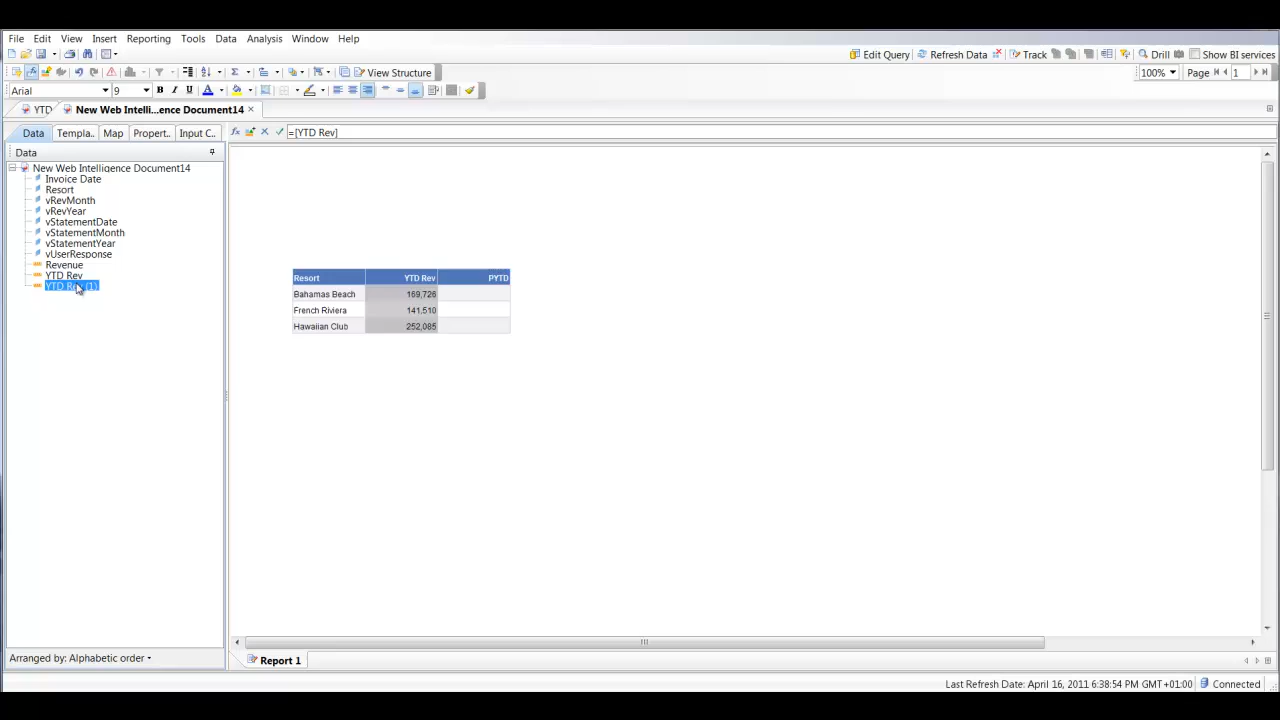 File Edit View Insert Reporting Tools Data Analysis Window Help
Edit Query Refresh Data Track Drill Show BI services
View Structure 100% Page 1
Arial 9 B I U A
YTD New Web Intelli...ence Document14
Data Templa.. Map Propert.. Input C.. =[YTD Rev]
Data
New Web Intelligence Document14
Invoice Date
Resort
vRevMonth
vRevYear
vStatementDate
vStatementMonth
vStatementYear
vUserResponse
Revenue
YTD Rev
YTD Rev (1)
Resort YTD Rev PYTD
Bahamas Beach 169,726
French Riviera 141,510
Hawaiian Club 252,085
Arranged by: Alphabetic order
Report 1
Last Refresh Date: April 16, 2011 6:38:54 PM GMT+01:00 Connected